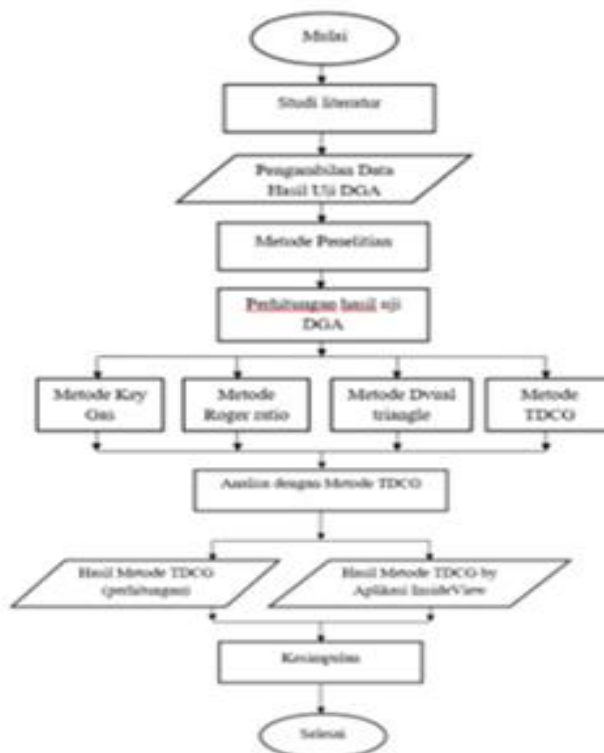 Mulai
Studi literatur
Pengambilan Data
Hasil Uji DGA
Metode Penelitian
Perhitungan hasil uji
DGA
Metode Key
Gas
Metode
Roger ratio
Metode Dvual
triangle
Metode
TDCG
Analisa dengan Metode TDCG
Hasil Metode TDCG
(perhitungan)
Hasil Metode TDCG by
Aplikasi InsideView
Kesimpulan
Selesai